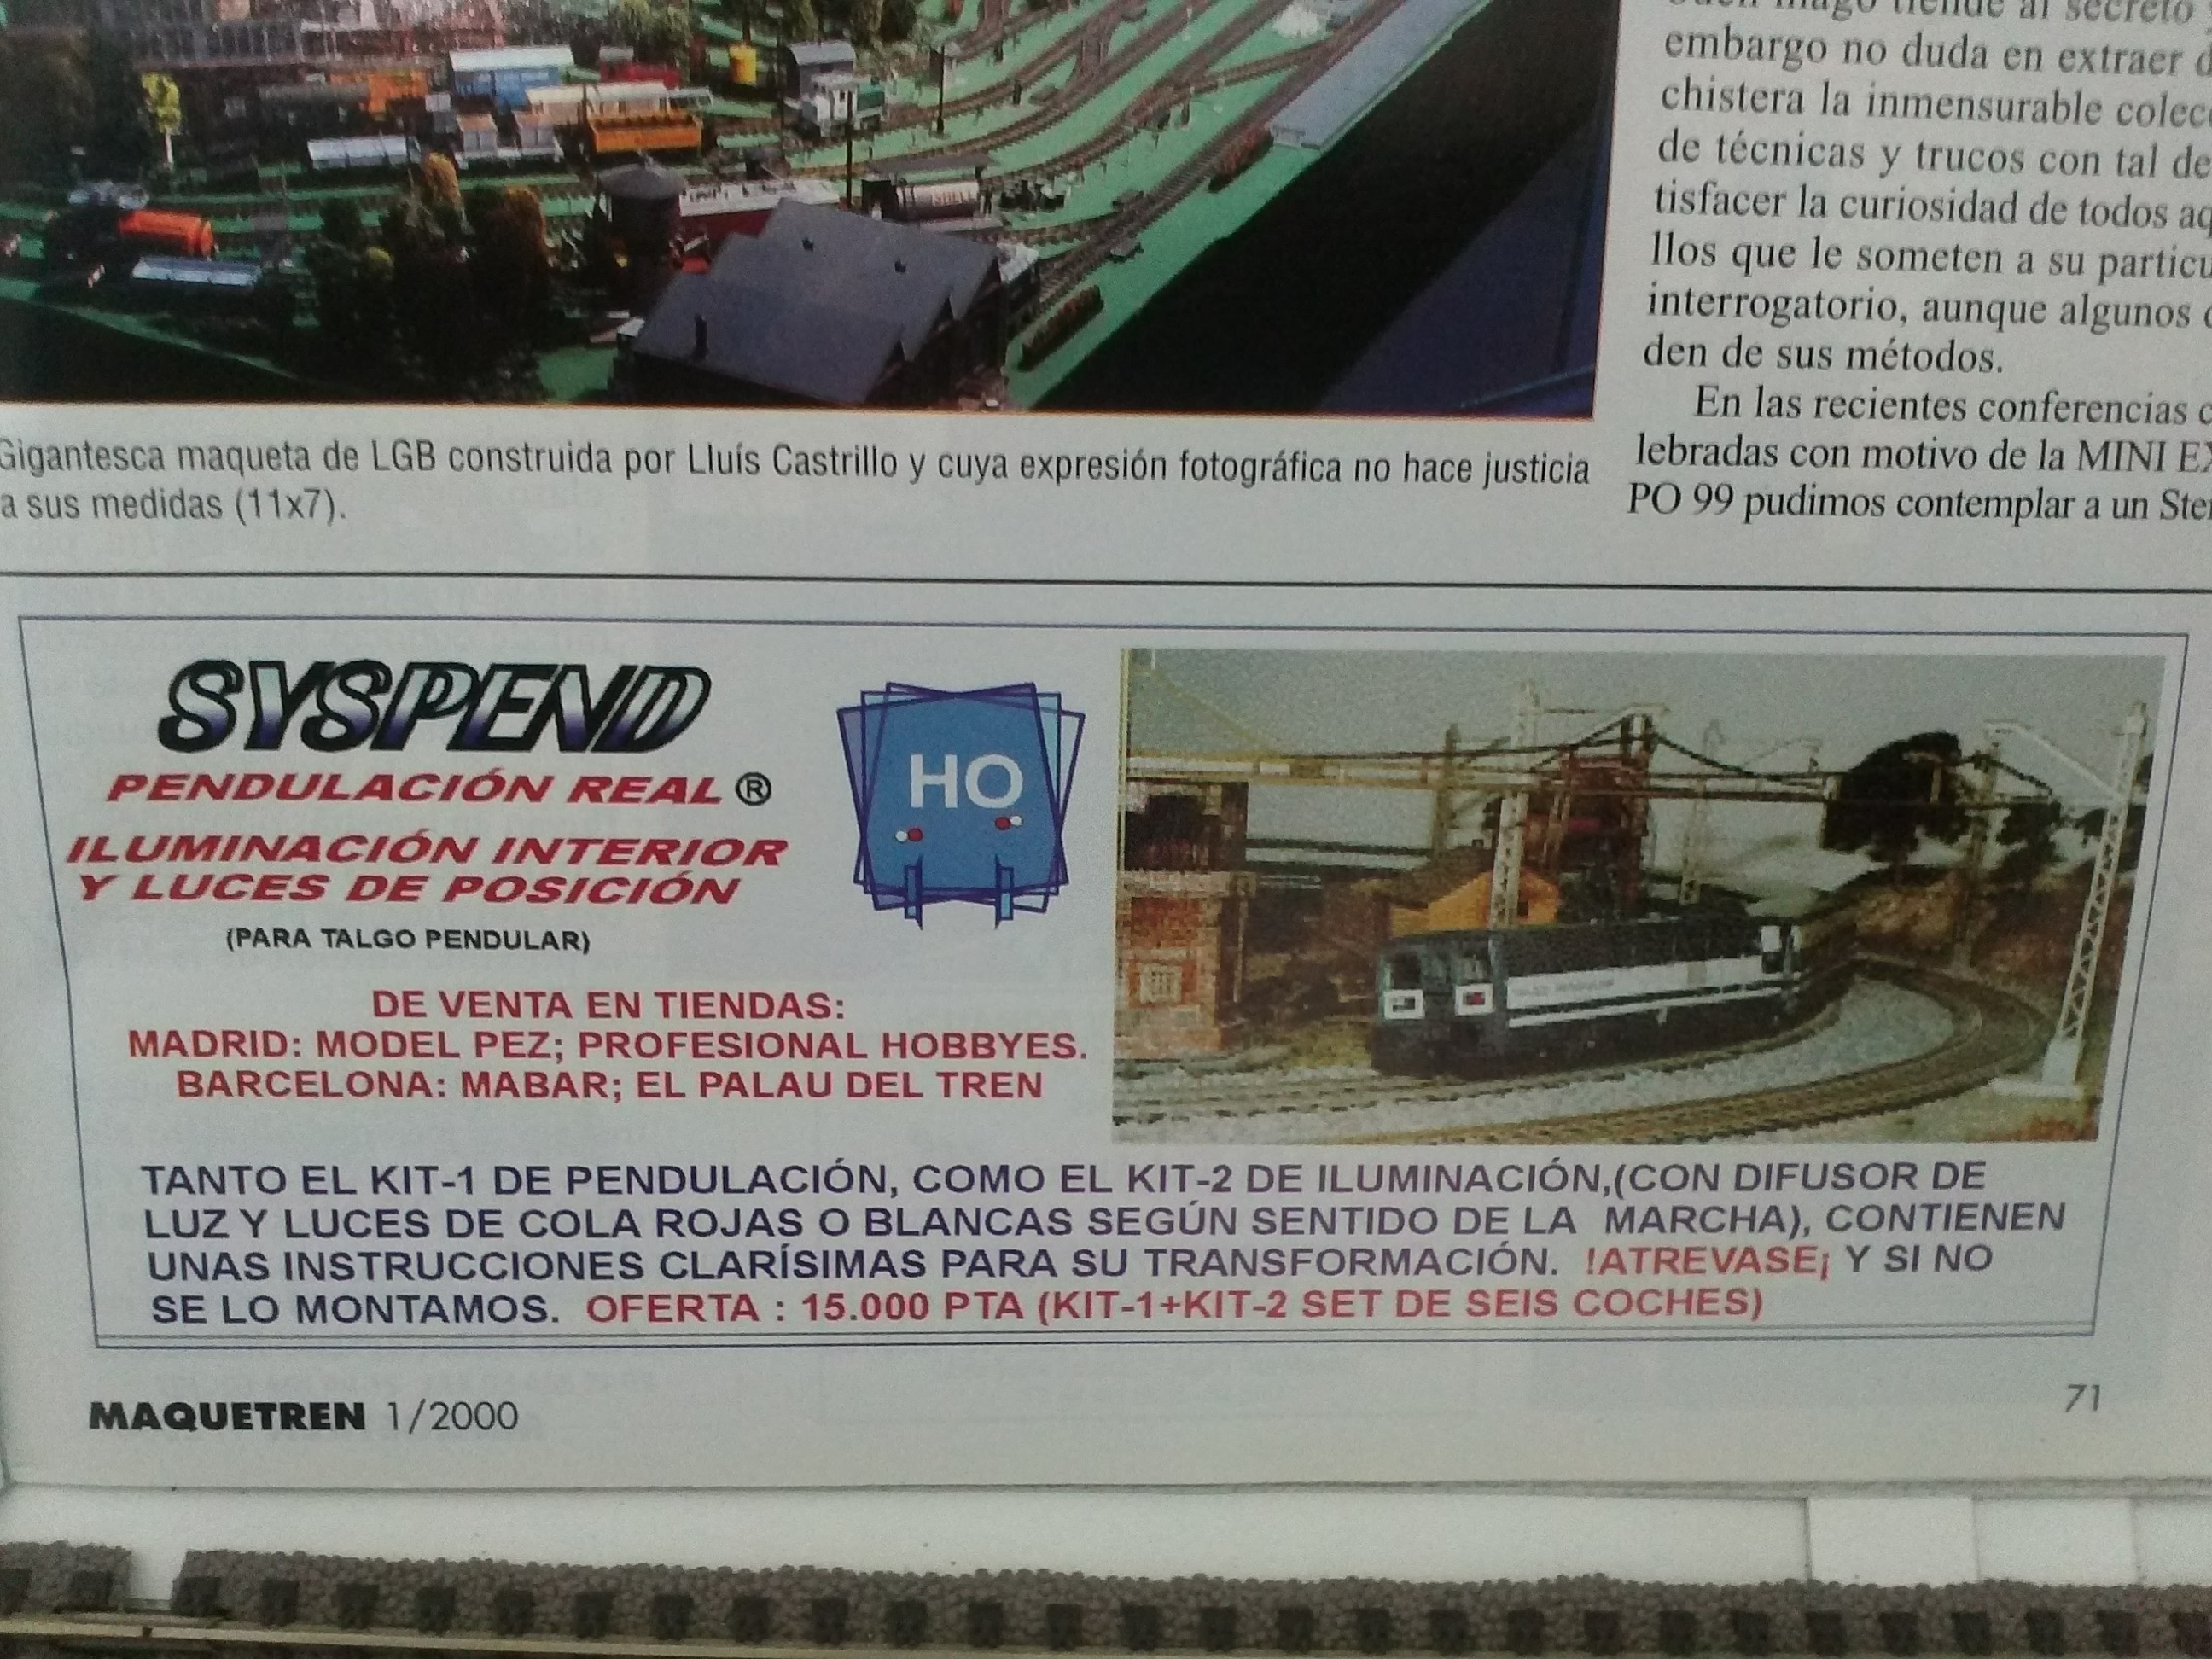 SHELL
Gigantesca maqueta de LGB construida por Lluís Castrillo y cuya expresión fotográfica no hace justicia
a sus medidas (11x7).
tiende al secreto
embargo no duda en extraer
chistera la inmensurable
de técnicas y trucos con tal de
tisfacer la curiosidad de todos
llos que le someten a su
interrogatorio, aunque algunos
den de sus métodos.
En las recientes conferencias
lebradas con motivo de la MINI
PO 99 pudimos contemplar a un
SYSPEND
PENDULACIÓN REAL ®
ILUMINACIÓN INTERIOR
Y LUCES DE POSICIÓN
(PARA TALGO PENDULAR)
HO
DE VENTA EN TIENDAS:
MADRID: MODEL PEZ; PROFESIONAL HOBBYES.
BARCELONA: MABAR; EL PALAU DEL TREN
TANTO EL KIT-1 DE PENDULACIÓN, COMO EL KIT-2 DE ILUMINACIÓN,(CON DIFUSOR DE
LUZ Y LUCES DE COLA ROJAS O BLANCAS SEGÚN SENTIDO DE LA MARCHA), CONTIENEN
UNAS INSTRUCCIONES CLARÍSIMAS PARA SU TRANSFORMACIÓN. !ATREVASE¡ Y SI NO
SE LO MONTAMOS. OFERTA : 15.000 PTA (KIT-1+KIT-2 SET DE SEIS COCHES)
MAQUETREN 1/2000
71